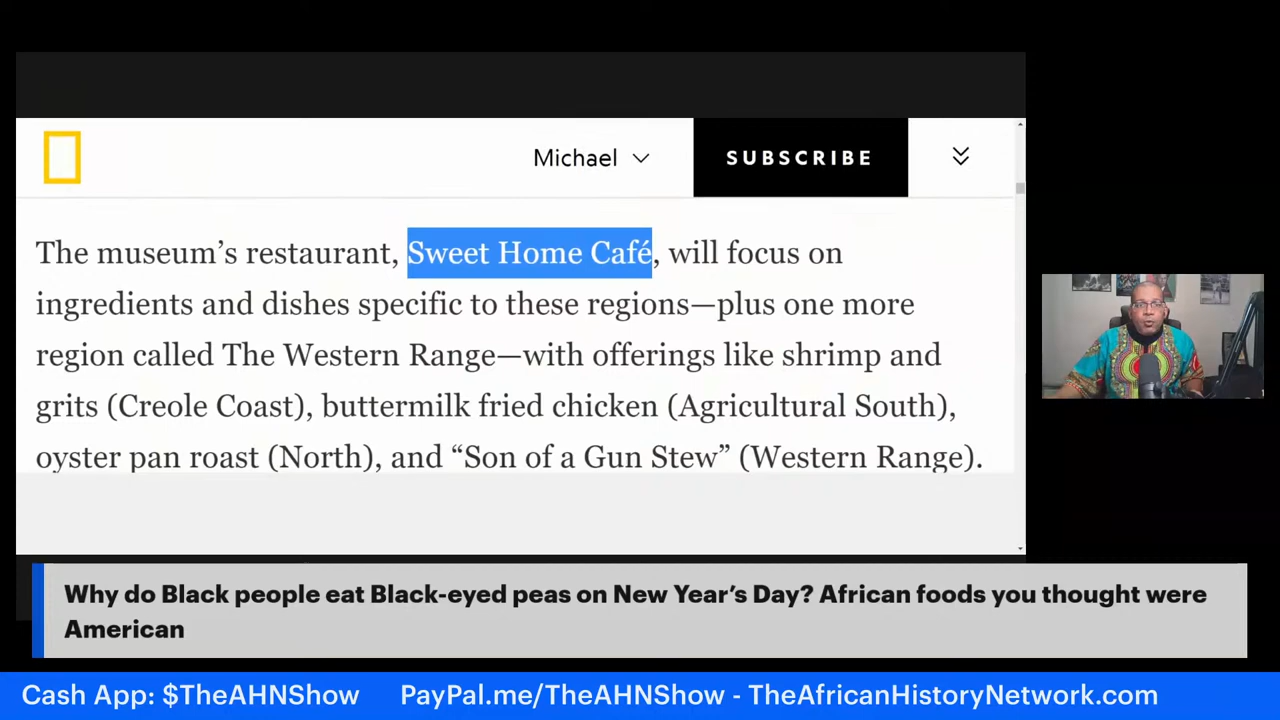 Michael
SUBSCRIBE
The museum’s restaurant, Sweet Home Café, will focus on
ingredients and dishes specific to these regions—plus one more
region called The Western Range—with offerings like shrimp and
grits (Creole Coast), buttermilk fried chicken (Agricultural South),
oyster pan roast (North), and “Son of a Gun Stew” (Western Range).
Why do Black people eat Black-eyed peas on New Year’s Day? African foods you thought were
American
Cash App: $TheAHNShow PayPal.me/TheAHNShow - TheAfricanHistoryNetwork.com